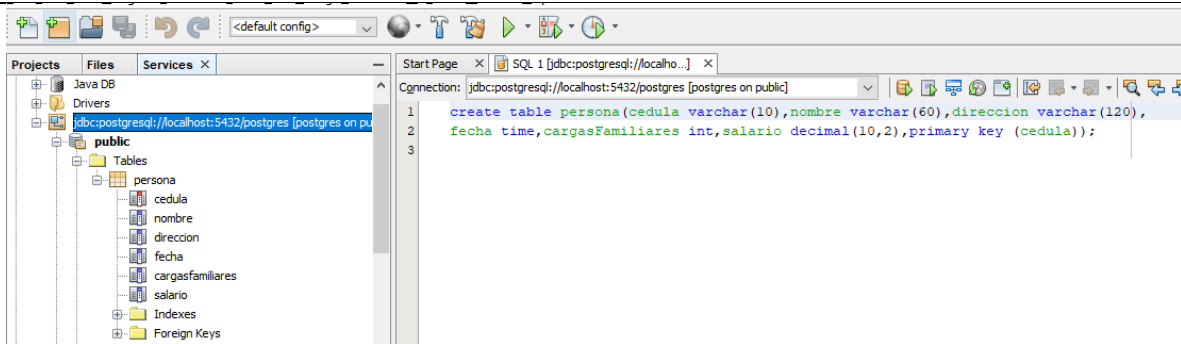 <default config>
Projects Files Services
Java DB
Drivers
jdbc:postgresql://localhost:5432/postgres [postgres on pu
public
Tables
persona
cedula
nombre
direccion
fecha
cargasfamiliares
salario
Indexes
Foreign Keys
Start Page SQL 1 [jdbc:postgresql://localho...]
Connection: jdbc:postgresql://localhost:5432/postgres [postgres on public]
1 create table persona(cedula varchar(10),nombre varchar(60),direccion varchar(120),
2 fecha time,cargasFamiliares int,salario decimal(10,2),primary key (cedula));
3